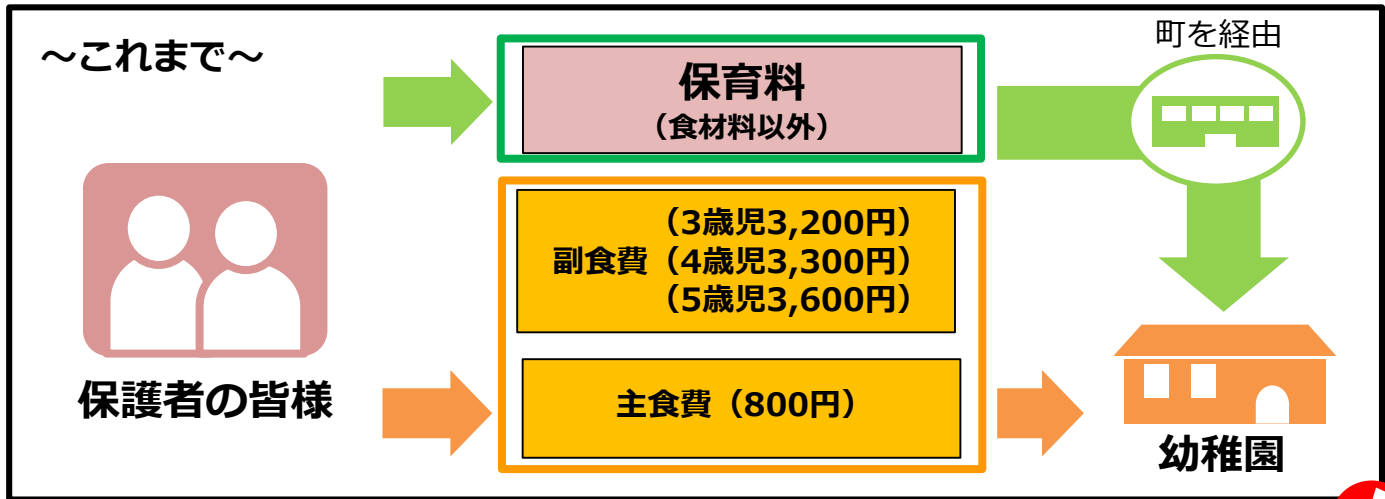 ～これまで～
町を経由
保育料
（食材料以外）
（3歳児3,200円）
副食費（4歳児3,300円）
（5歳児3,600円）
保護者の皆様
主食費（800円）
幼稚園